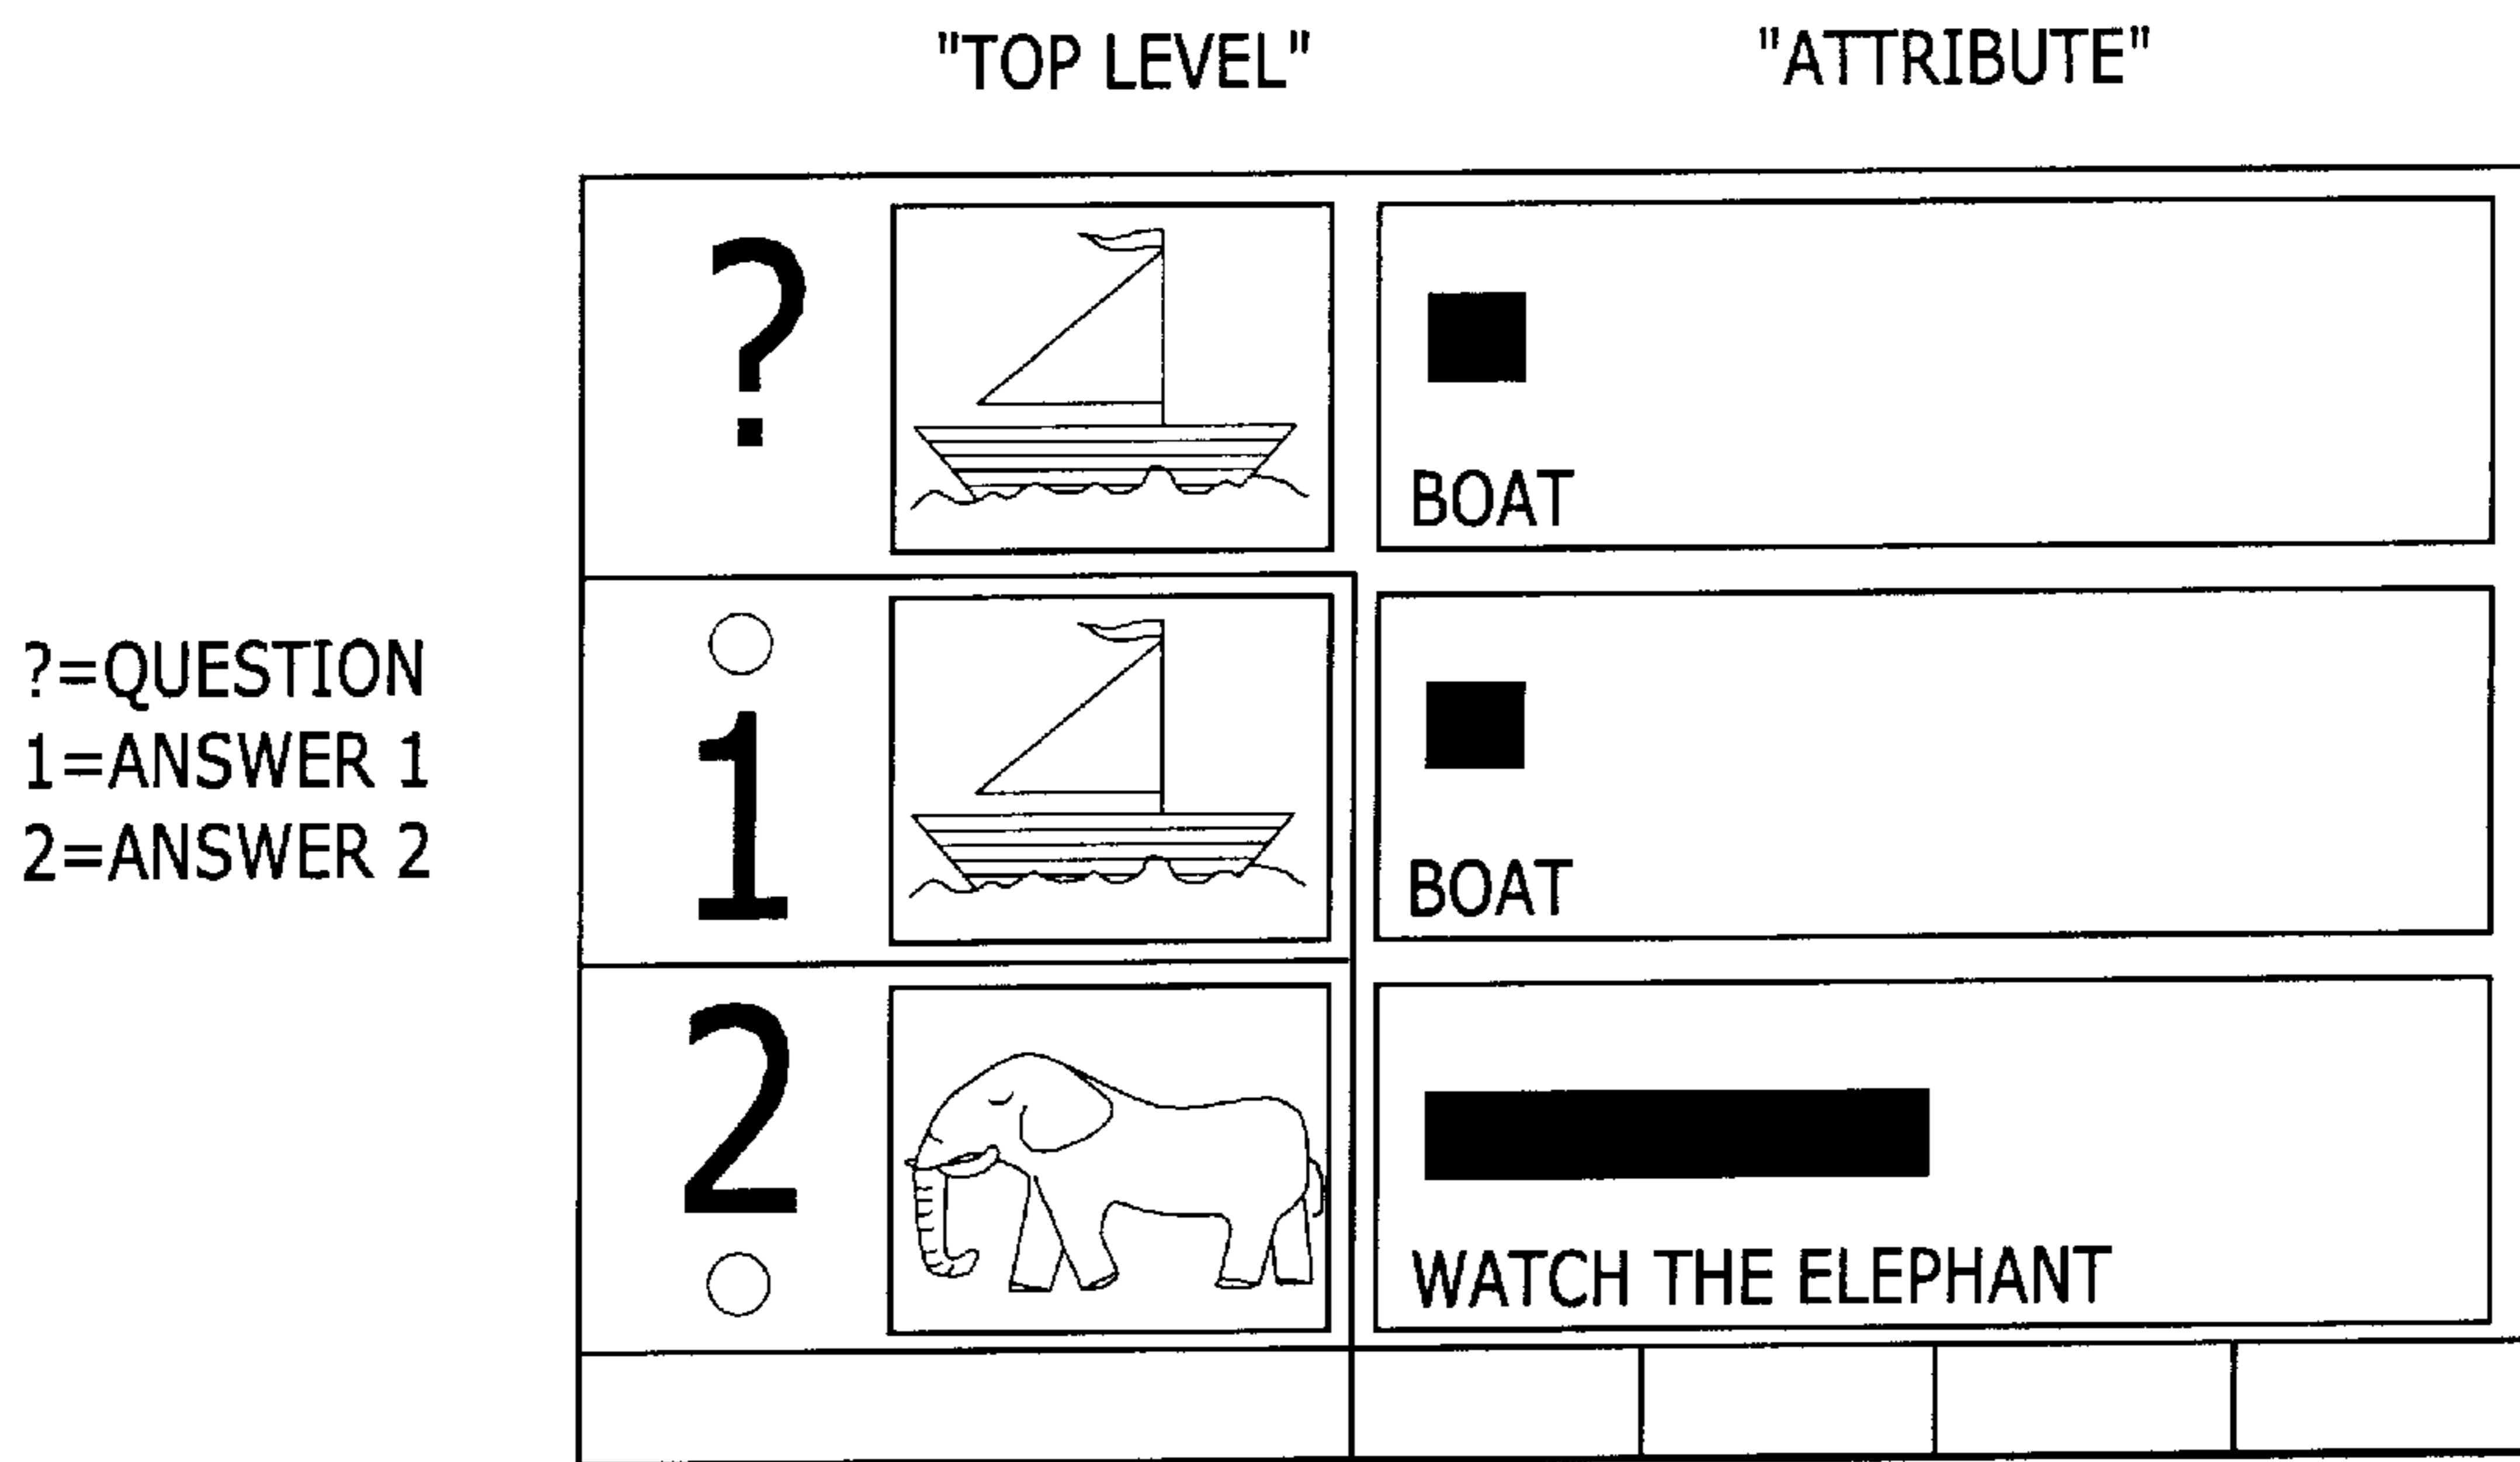 "TOP LEVEL" "ATTRIBUTE"
?
BOAT
?=QUESTION
1=ANSWER 1
2=ANSWER 2
1
BOAT
2
WATCH THE ELEPHANT